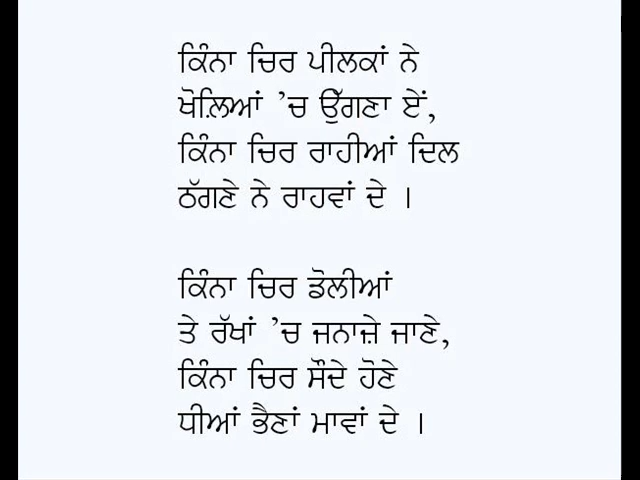 ਕਿੰਨਾ ਚਿਰ ਪੀਲਕਾਂ ਨੇ
ਖੋਲ਼ਿਆਂ ’ਚ ਉੱਗਣਾ ਏਂ,
ਕਿੰਨਾ ਚਿਰ ਰਾਹੀਆਂ ਦਿਲ
ਠੱਗਣੇ ਨੇ ਰਾਹਵਾਂ ਦੇ ।
ਕਿੰਨਾ ਚਿਰ ਡੋਲੀਆਂ
ਤੇ ਰੱਖਾਂ ’ਚ ਜਨਾਜ਼ੇ ਜਾਣੇ,
ਕਿੰਨਾ ਚਿਰ ਸੌਦੇ ਹੋਣੇ
ਧੀਆਂ ਭੈਣਾਂ ਮਾਵਾਂ ਦੇ ।